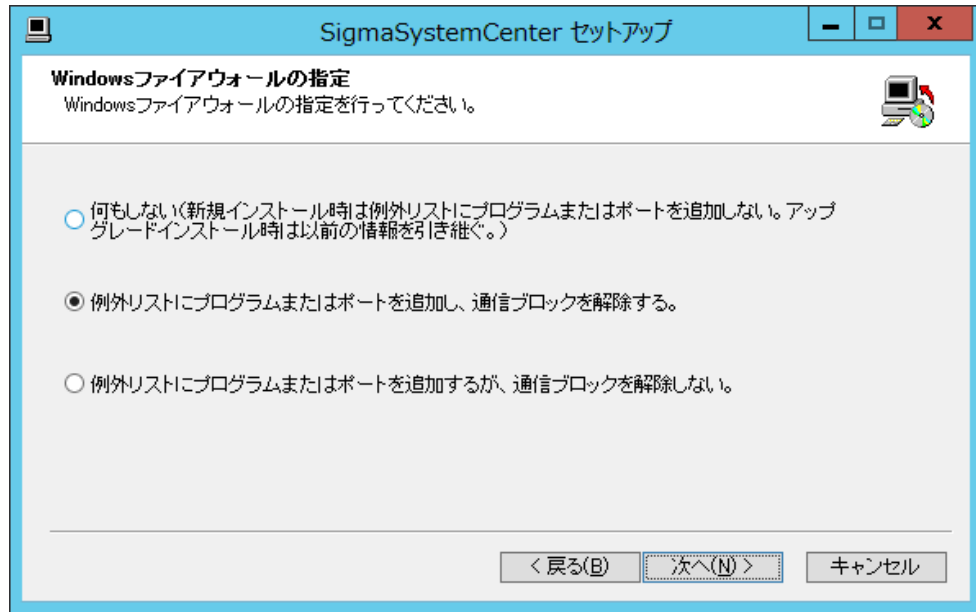 SigmaSystemCenter セットアップ
Windowsファイアウォールの指定
Windowsファイアウォールの指定を行ってください。
何もしない(新規インストール時は例外リストにプログラムまたはポートを追加しない。アップ
グレードインストール時は以前の情報を引き継ぐ。)
例外リストにプログラムまたはポートを追加し、通信ブロックを解除する。
例外リストにプログラムまたはポートを追加するが、通信ブロックを解除しない。
< 戻る(B) 次へ(N) > キャンセル